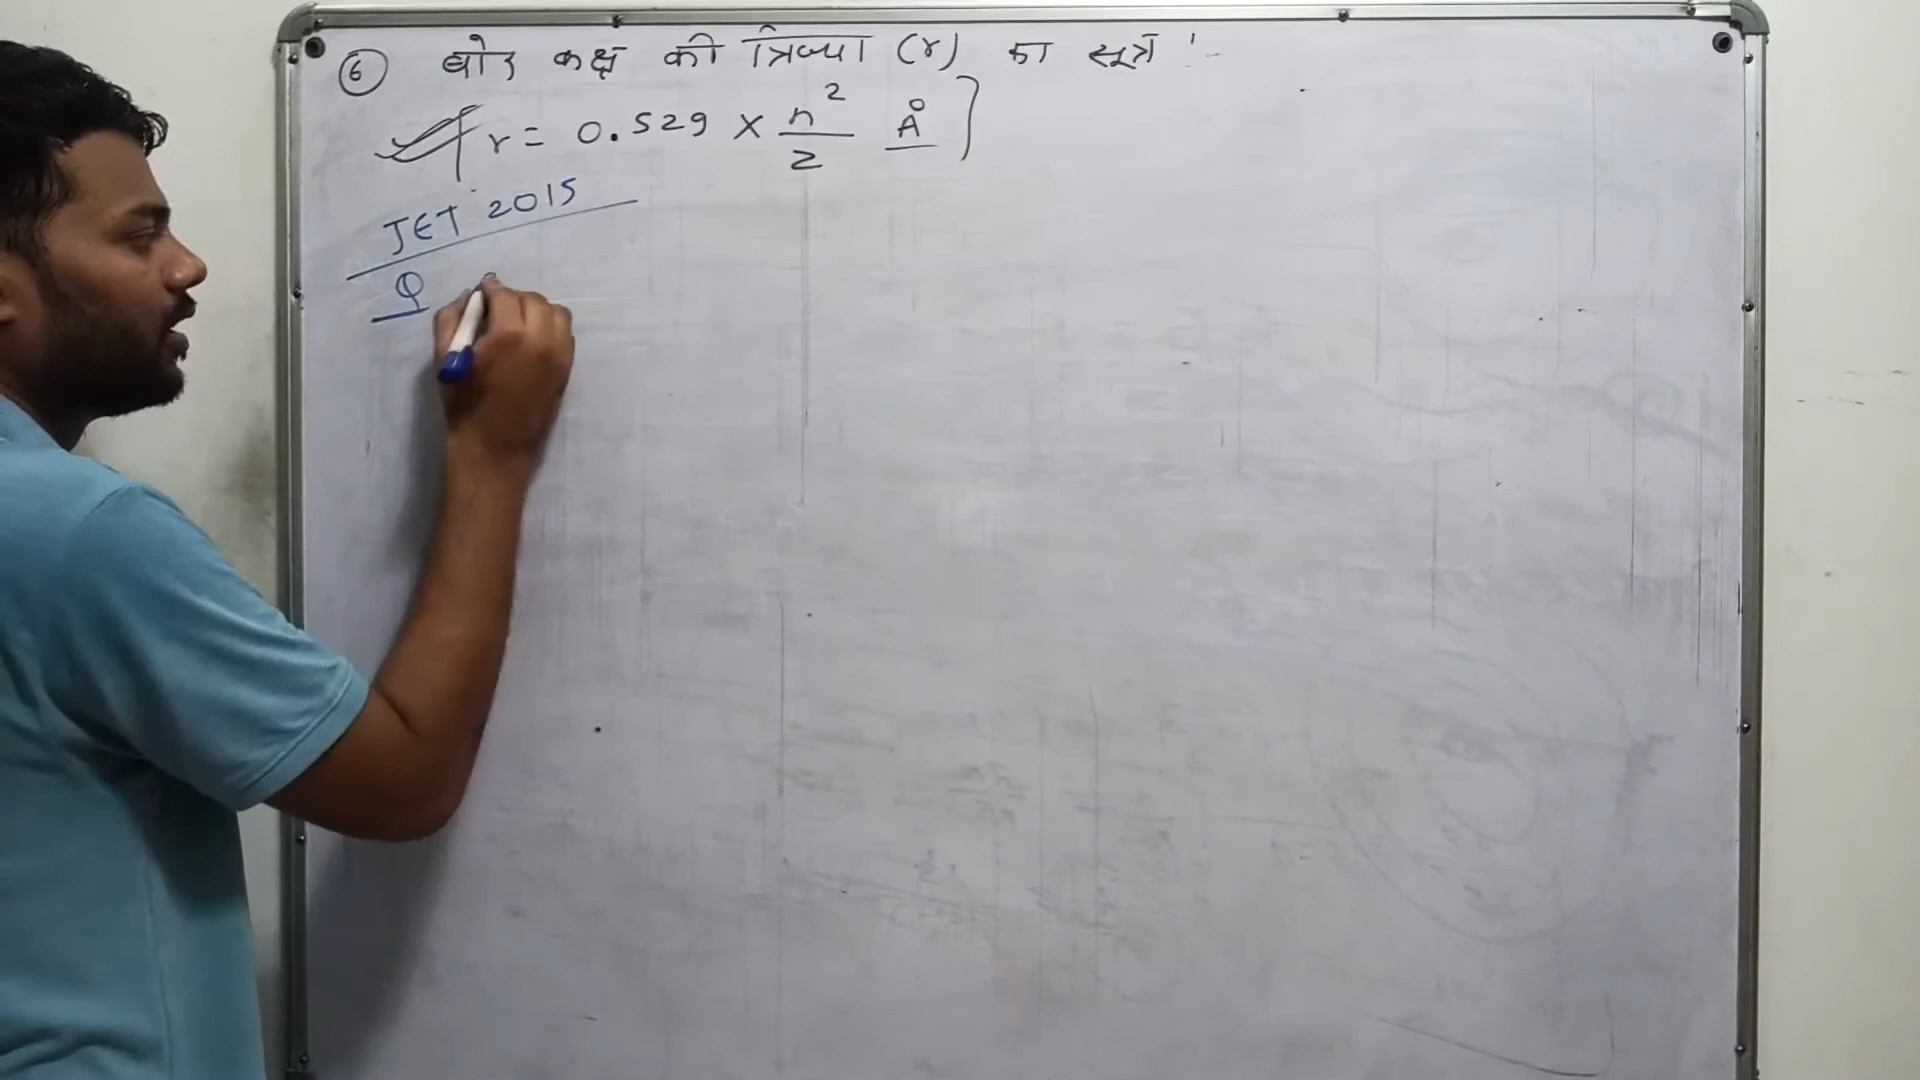 ⑥ बोर कक्ष की त्रिज्या (r) का सूत्र :-
r = 0.529 × n²/Z Å
JET 2015
Q